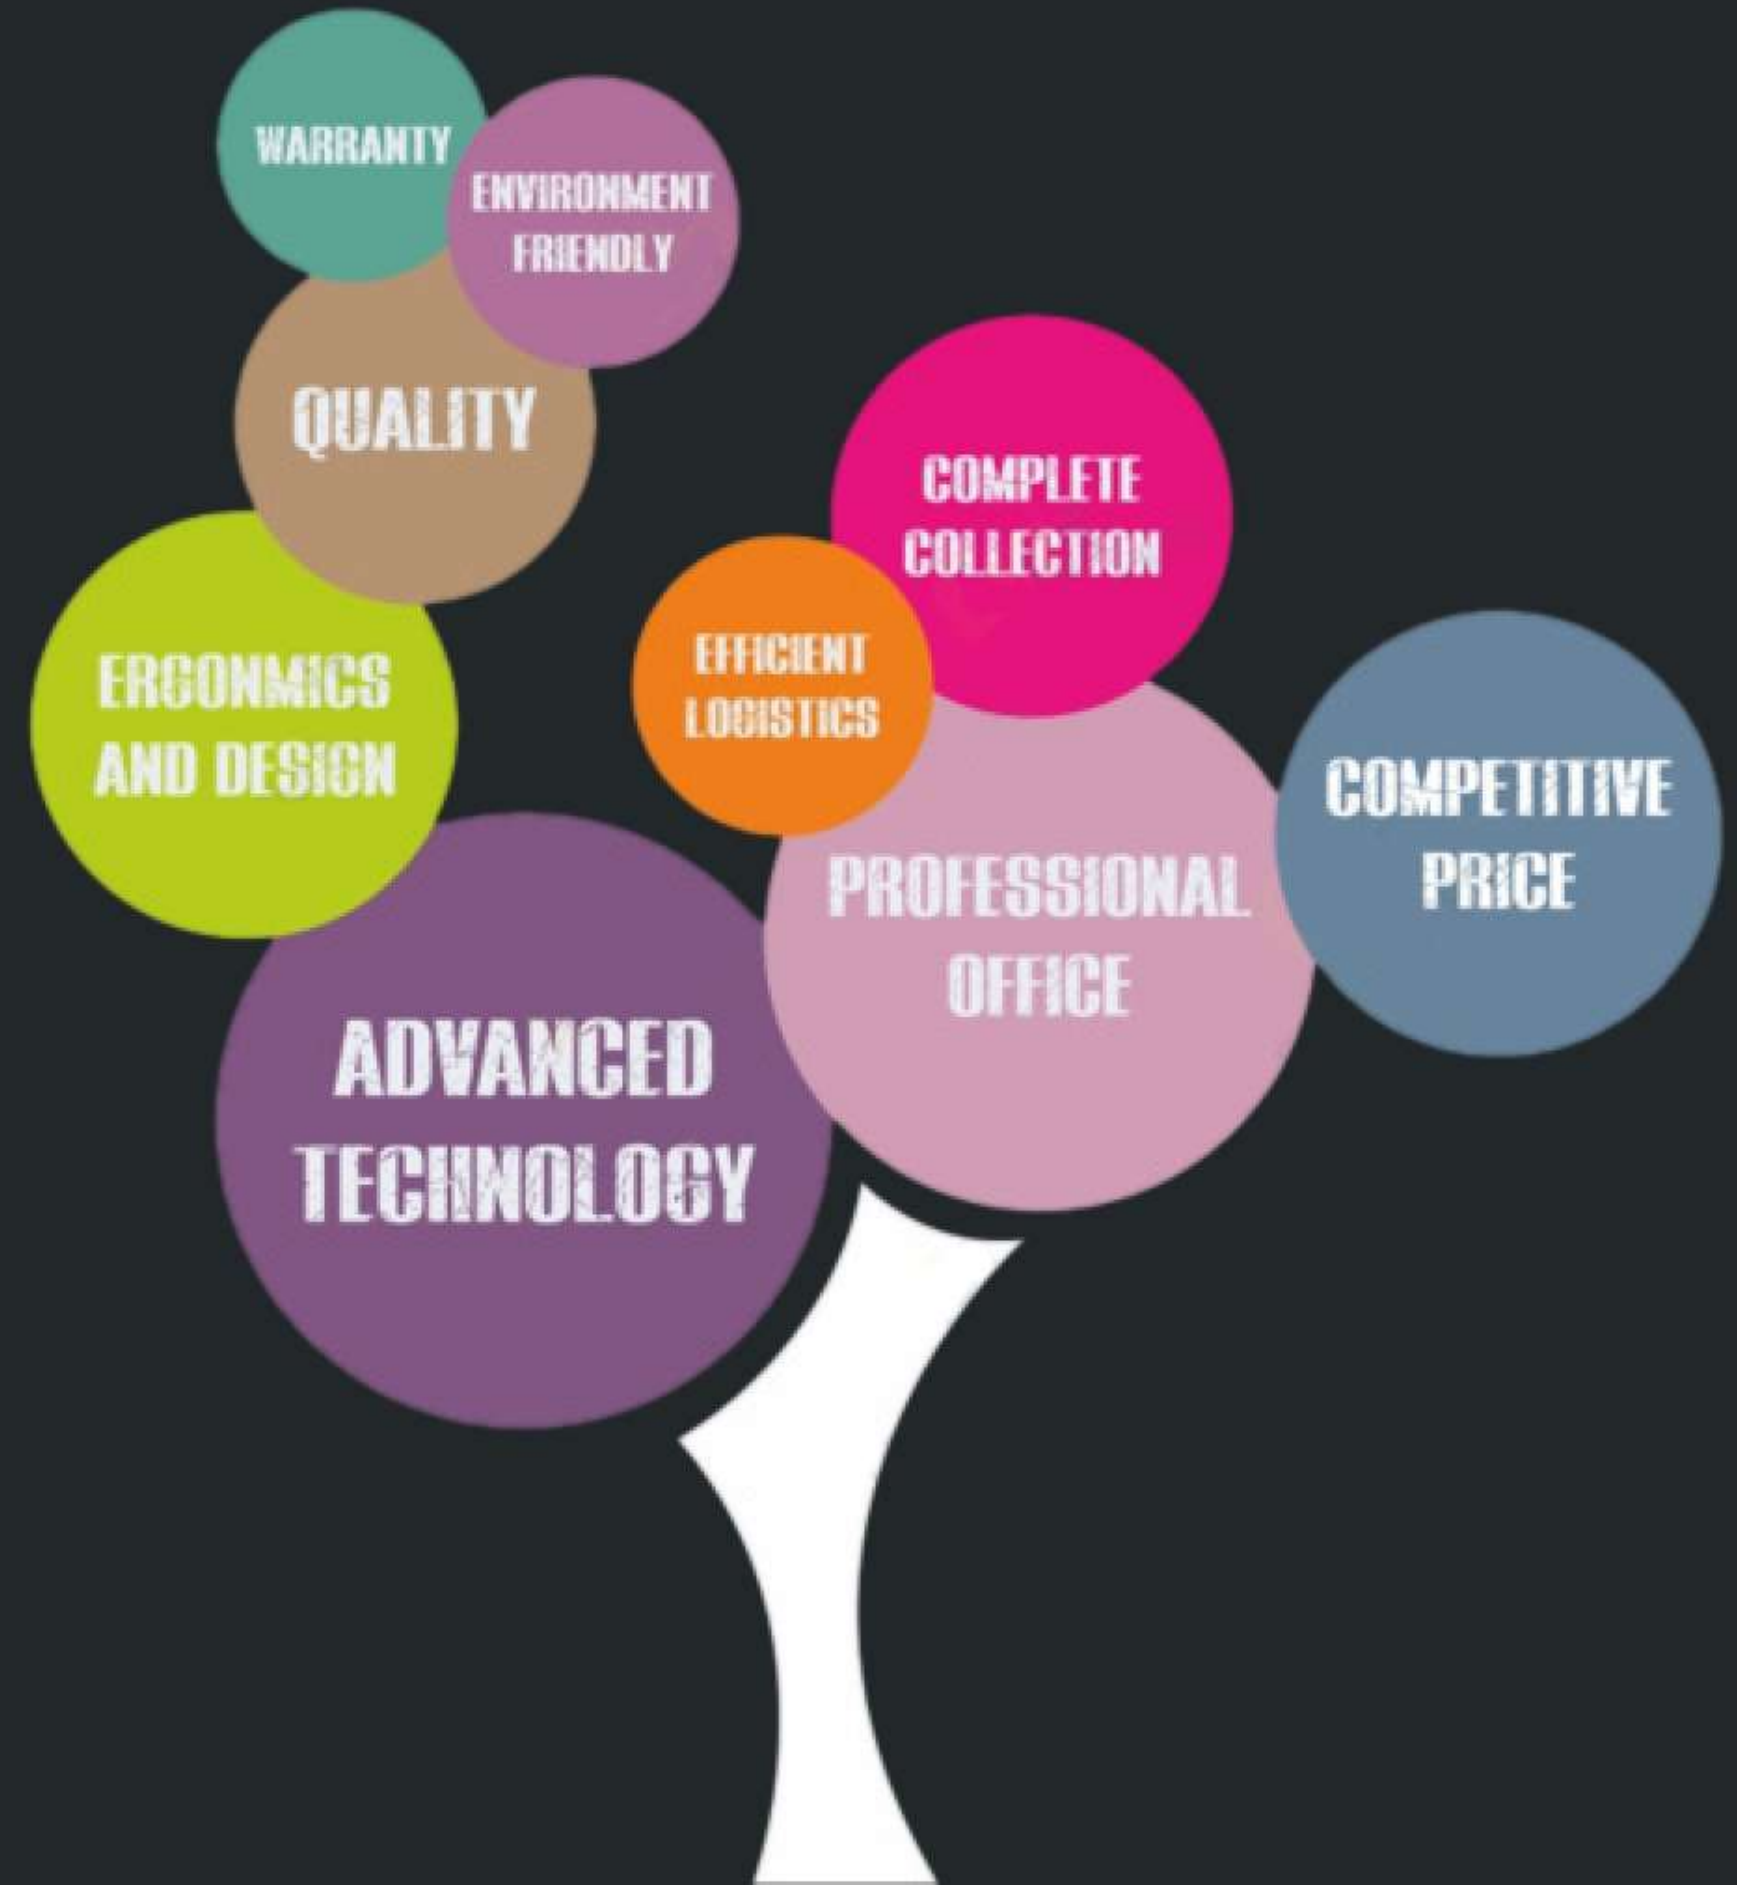 WARRANTY
ENVIRONMENT
FRIENDLY
QUALITY
COMPLETE
COLLECTION
EFFICIENT
LOGISTICS
ERGONMICS
AND DESIGN
COMPETITIVE
PRICE
PROFESSIONAL
OFFICE
ADVANCED
TECHNOLOGY